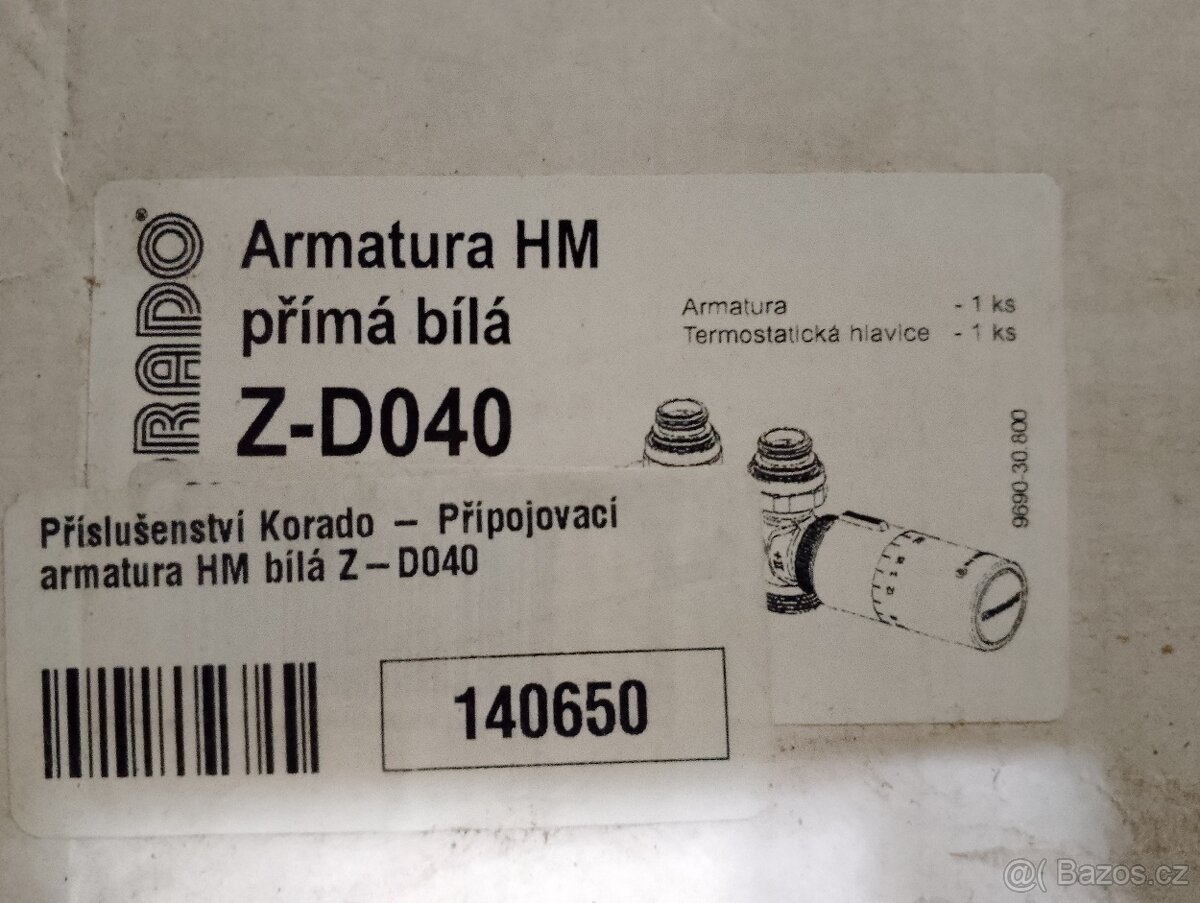 RADO
Armatura HM
přímá bílá
Z-D040
Armatura - 1 ks
Termostatická hlavice - 1 ks
9690-30.800
Příslušenství Korado – Připojovací
armatura HM bílá Z–D040
140650
@( Bazos.cz